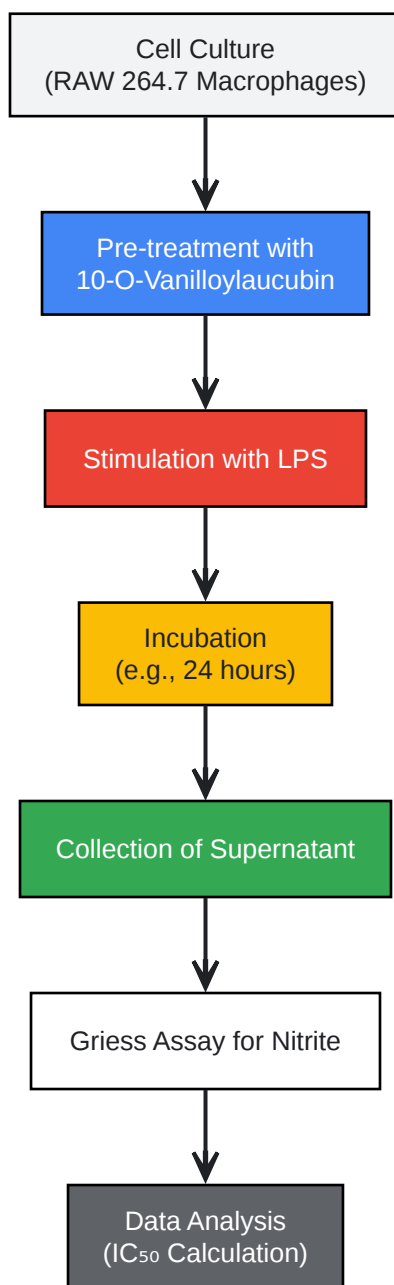 Cell Culture
(RAW 264.7 Macrophages)
Pre-treatment with
10-O-Vanilloylaucubin
Stimulation with LPS
Incubation
(e.g., 24 hours)
Collection of Supernatant
Griess Assay for Nitrite
Data Analysis
(IC₅₀ Calculation)